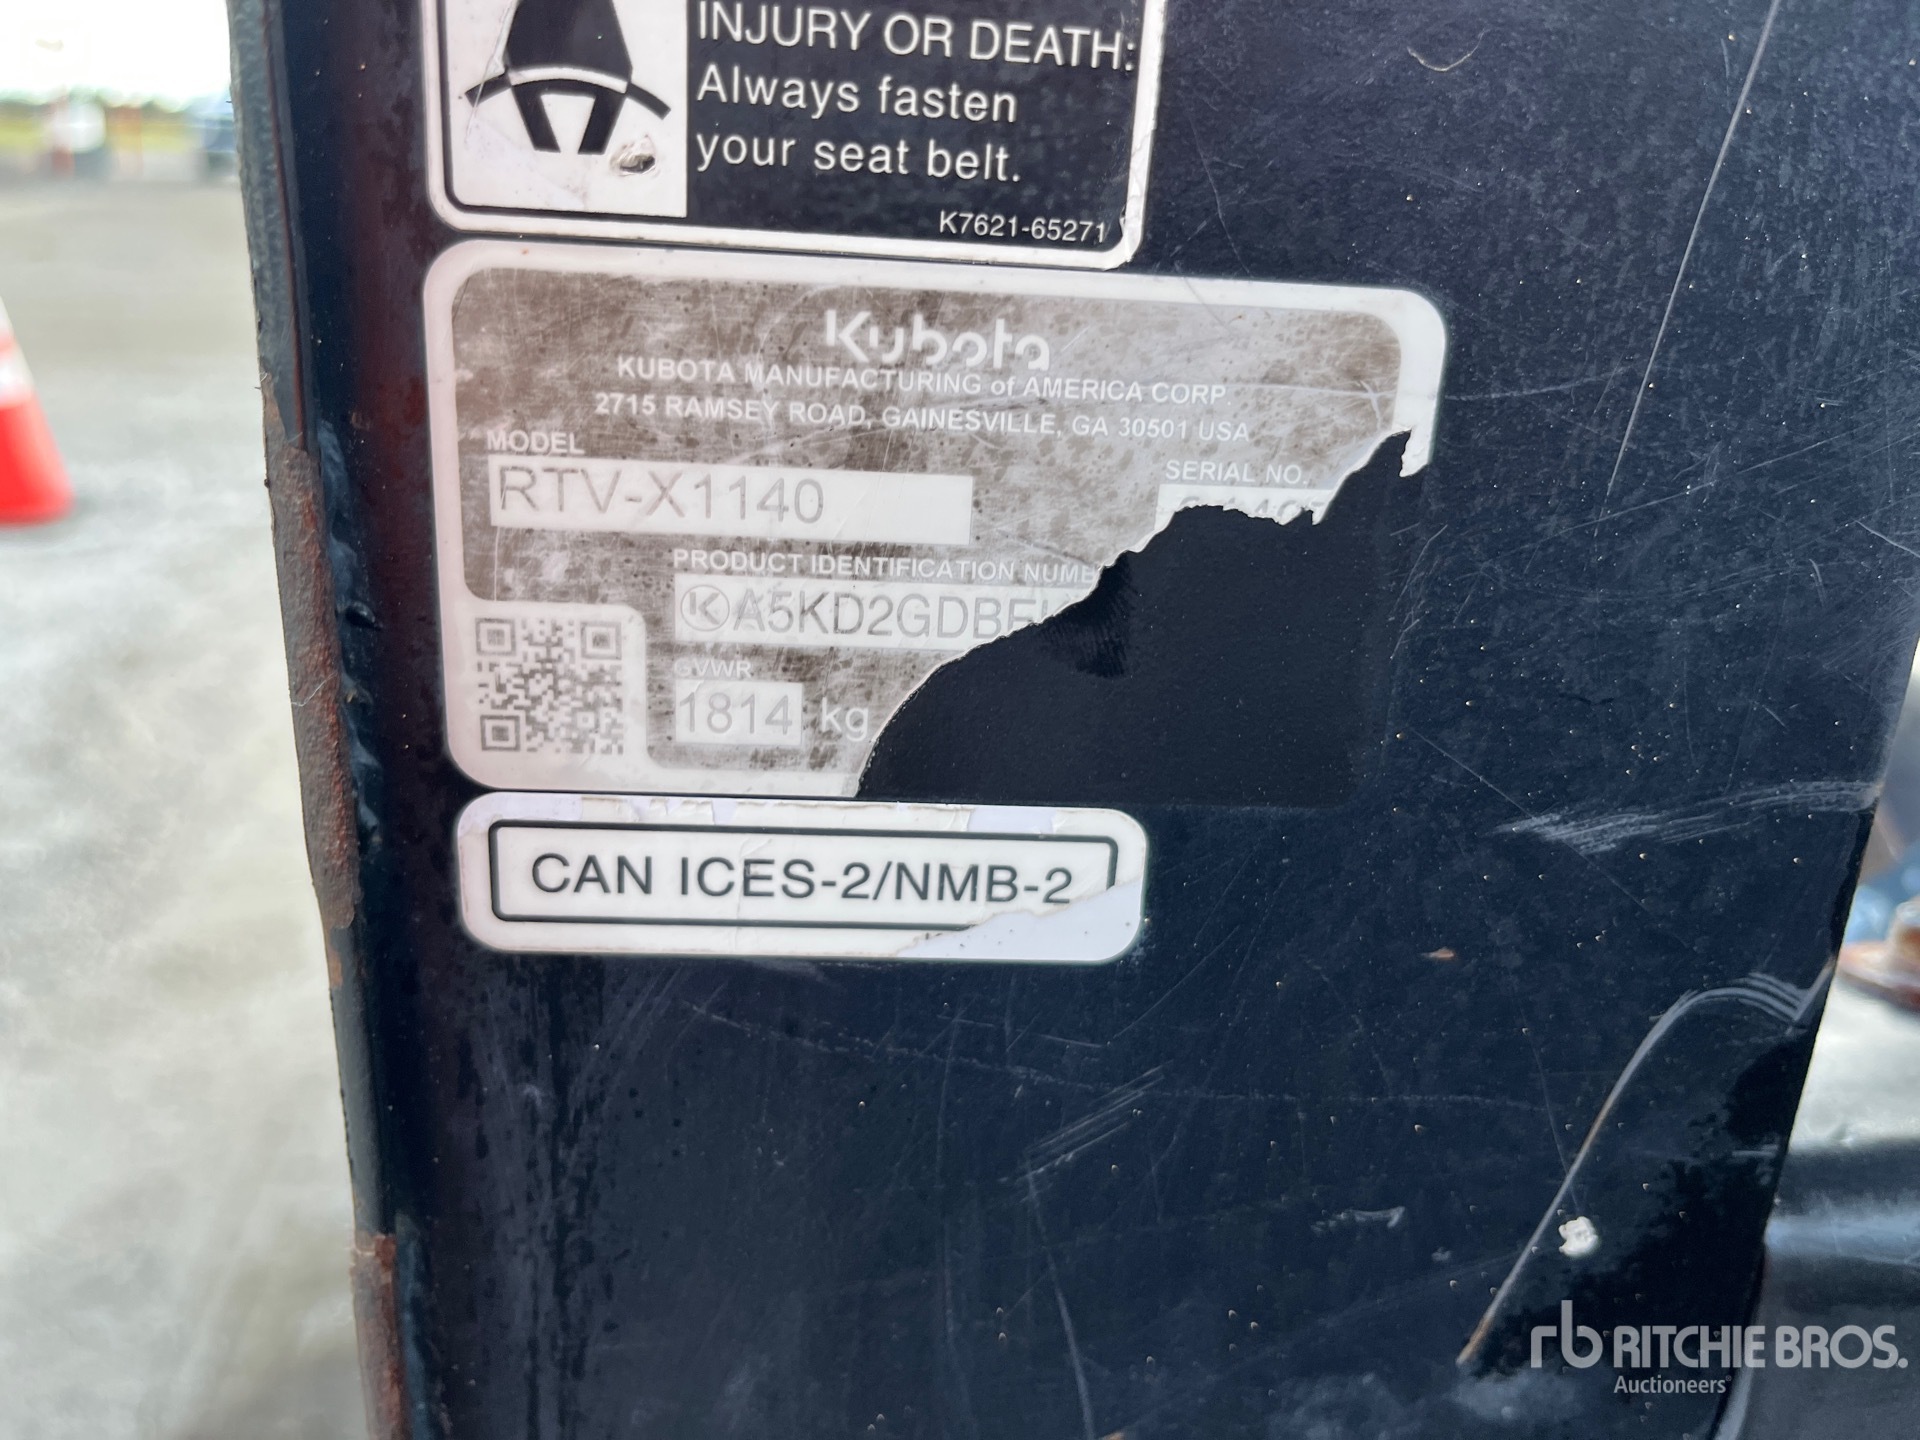 INJURY OR DEATH:
Always fasten
your seat belt.
K7621-65271
Kubota
KUBOTA MANUFACTURING of AMERICA CORP.
2715 RAMSEY ROAD, GAINESVILLE, GA 30501 USA
MODEL
SERIAL NO.
RTV-X1140
PRODUCT IDENTIFICATION NUMB
K A5KD2GDBE
GVWR
1814 kg
CAN ICES-2/NMB-2
rb RITCHIE BROS.
Auctioneers